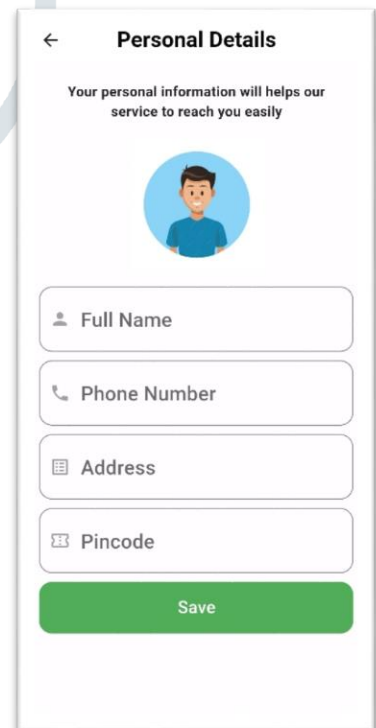 Personal Details
Your personal information will helps our
service to reach you easily
Full Name
Phone Number
Address
Pincode
Save